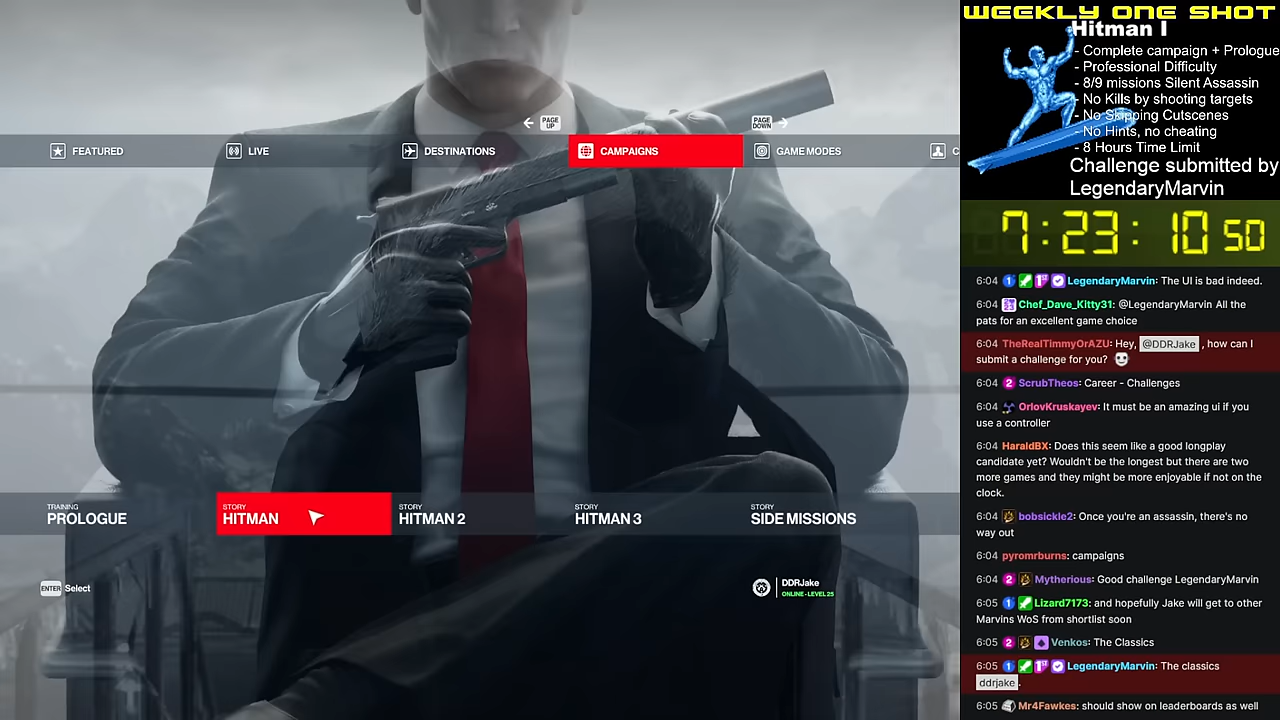 PAGE UP
PAGE DOWN
FEATURED
LIVE
DESTINATIONS
CAMPAIGNS
GAME MODES
C
TRAINING
PROLOGUE
STORY
HITMAN
STORY
HITMAN 2
STORY
HITMAN 3
STORY
SIDE MISSIONS
ENTER Select
DDRJake
ONLINE - LEVEL 25
WEEKLY ONE SHOT
Hitman I
- Complete campaign + Prologue
- Professional Difficulty
- 8/9 missions Silent Assassin
- No Kills by shooting targets
- No Skipping Cutscenes
- No Hints, no cheating
- 8 Hours Time Limit
Challenge submitted by
LegendaryMarvin
7:23:10 50
6:04 1 1ST LegendaryMarvin: The UI is bad indeed.
6:04 Chef_Dave_Kitty31: @LegendaryMarvin All the
pats for an excellent game choice
6:04 TheRealTimmyOrAZU: Hey, @DDRJake , how can I
submit a challenge for you?
6:04 2 ScrubTheos: Career - Challenges
6:04 OrlovKruskayev: It must be an amazing ui if you
use a controller
6:04 HaraldBX: Does this seem like a good longplay
candidate yet? Wouldn't be the longest but there are two
more games and they might be more enjoyable if not on the
clock.
6:04 bobsickle2: Once you're an assassin, there's no
way out
6:04 pyromrburns: campaigns
6:04 2 Mytherious: Good challenge LegendaryMarvin
6:05 1 Lizard7173: and hopefully Jake will get to other
Marvins WoS from shortlist soon
6:05 2 Venkos: The Classics
6:05 1 1ST LegendaryMarvin: The classics
ddrjake .
6:05 Mr4Fawkes: should show on leaderboards as well